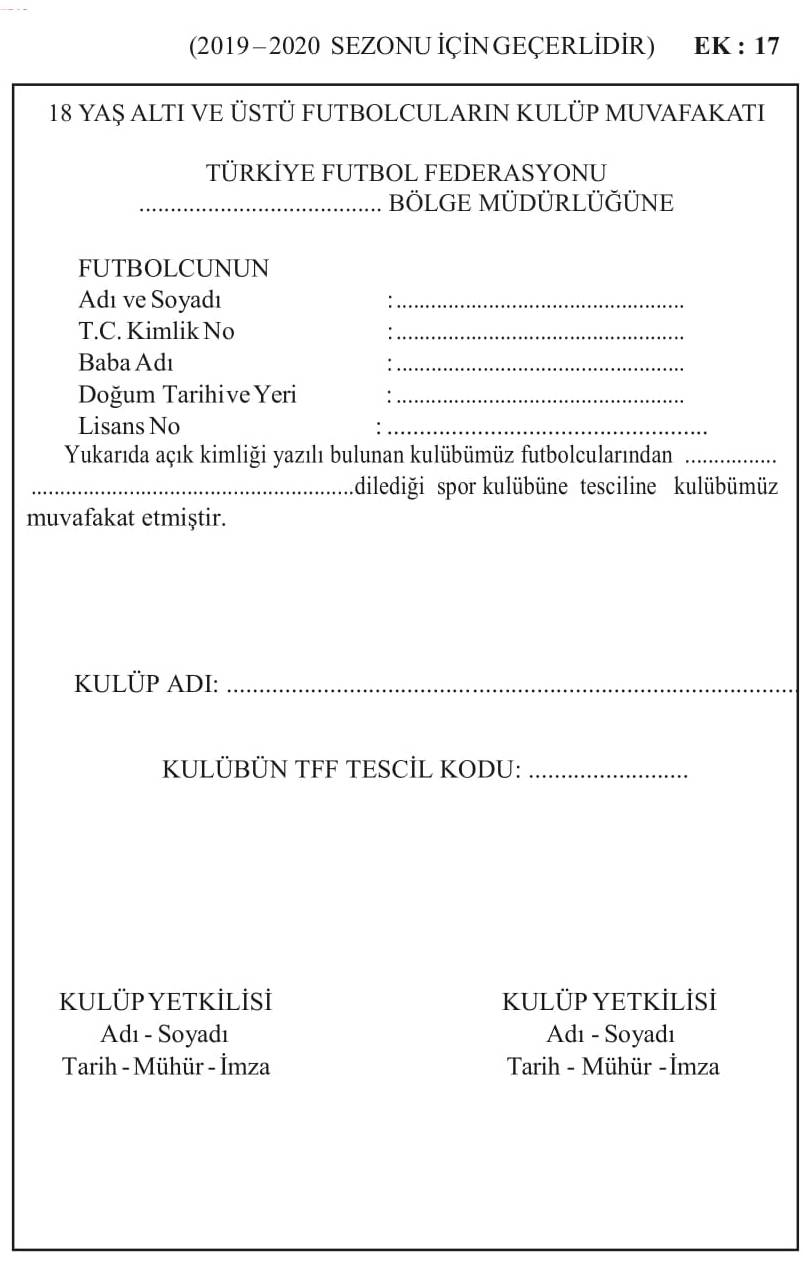 (2019–2020 SEZONU İÇİN GEÇERLİDİR) EK : 17
18 YAŞ ALTI VE ÜSTÜ FUTBOLCULARIN KULÜP MUVAFAKATI
TÜRKİYE FUTBOL FEDERASYONU
....................................... BÖLGE MÜDÜRLÜĞÜNE
FUTBOLCUNUN
Adı ve Soyadı :..................................................
T.C. Kimlik No :..................................................
Baba Adı :..................................................
Doğum Tarihi ve Yeri :..................................................
Lisans No :..................................................
Yukarıda açık kimliği yazılı bulunan kulübümüz futbolcularından ...............
........................................................dilediği spor kulübüne tesciline kulübümüz
muvafakat etmiştir.
KULÜP ADI: ........................................................................................
KULÜBÜN TFF TESCİL KODU: .........................
KULÜP YETKİLİSİ KULÜP YETKİLİSİ
Adı - Soyadı Adı - Soyadı
Tarih - Mühür - İmza Tarih - Mühür -İmza